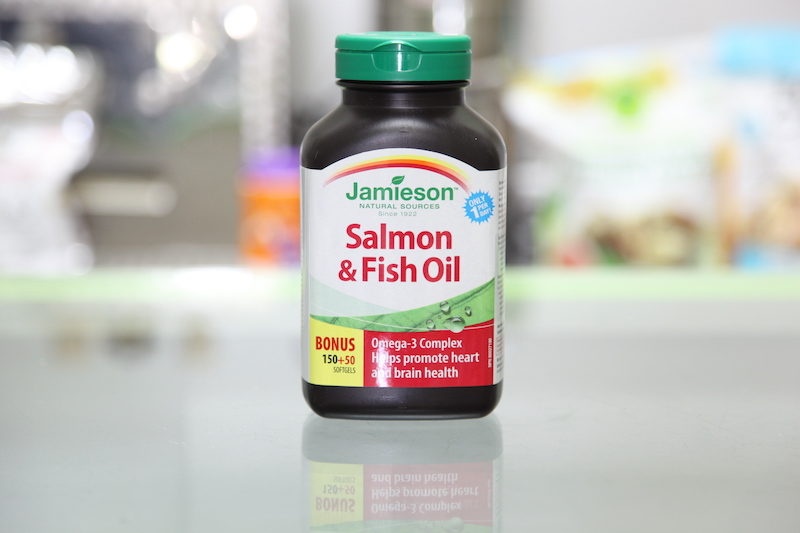 Jamieson™
NATURAL SOURCES
Since 1922
ONLY
1 PER
DAY
Salmon
& Fish Oil
BONUS
150+50
SOFTGELS
Omega-3 Complex
Helps promote heart
and brain health